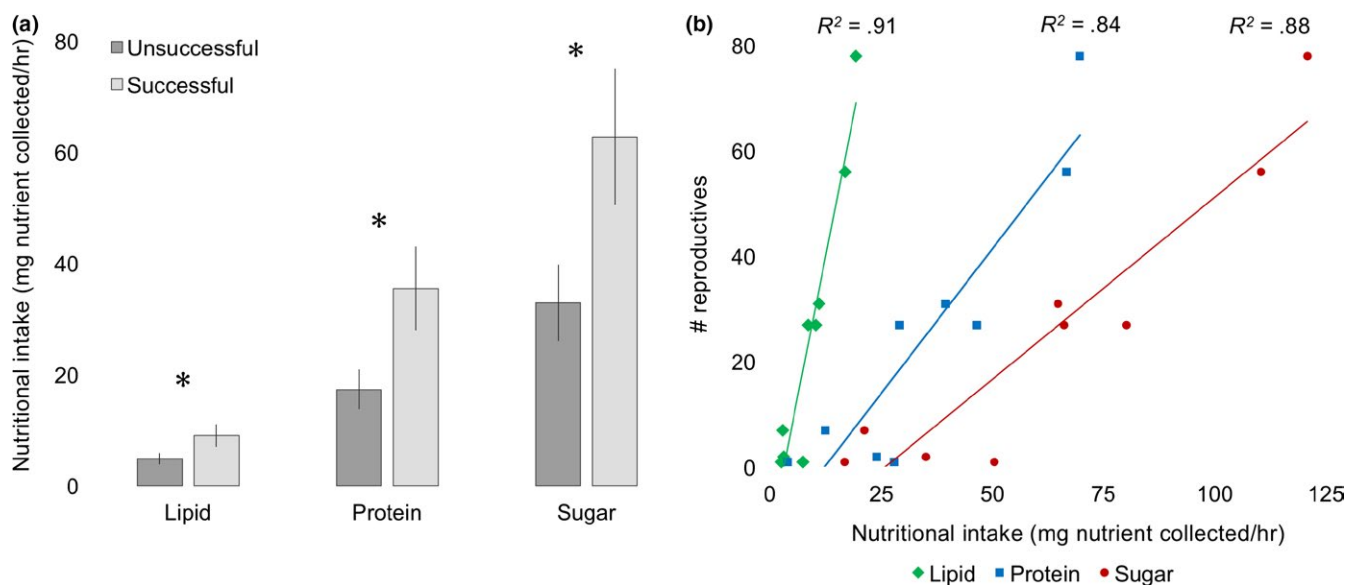 (a)
Nutritional intake (mg nutrient collected/hr)
80
60
40
20
0
Unsuccessful
Successful
*
*
*
Lipid Protein Sugar
(b)
R² = .91 R² = .84 R² = .88
# reproductives
80
60
40
20
0
0 25 50 75 100 125
Nutritional intake (mg nutrient collected/hr)
Lipid Protein Sugar